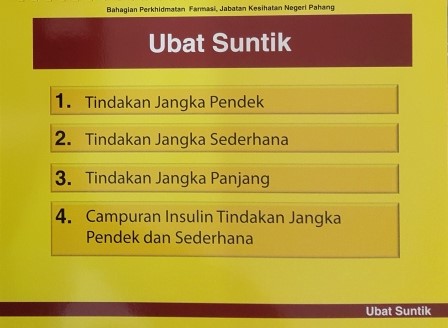 Bahagian Perkhidmatan Farmasi, Jabatan Kesihatan Negeri Pahang
Ubat Suntik
1. Tindakan Jangka Pendek
2. Tindakan Jangka Sederhana
3. Tindakan Jangka Panjang
4. Campuran Insulin Tindakan Jangka
Pendek dan Sederhana
Ubat Suntik